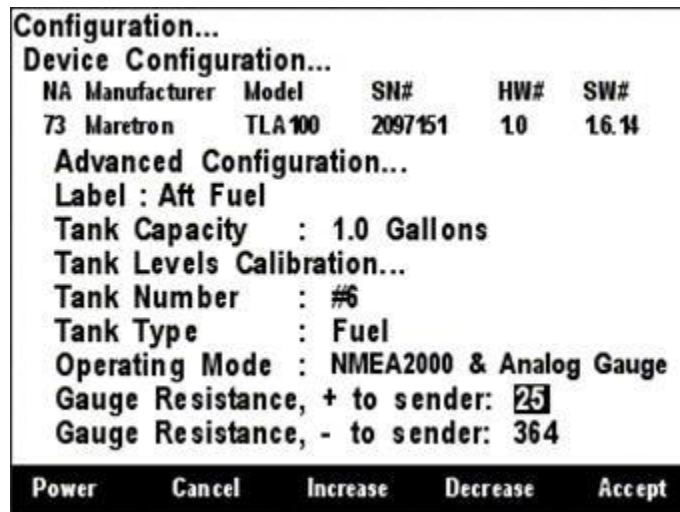 Configuration...
Device Configuration...
NA Manufacturer Model SN# HW# SW#
73 Maretron TLA100 2097151 1.0 1.6.14
Advanced Configuration...
Label : Aft Fuel
Tank Capacity : 1.0 Gallons
Tank Levels Calibration...
Tank Number : #6
Tank Type : Fuel
Operating Mode : NMEA2000 & Analog Gauge
Gauge Resistance, + to sender: 25
Gauge Resistance, - to sender: 364
Power Cancel Increase Decrease Accept